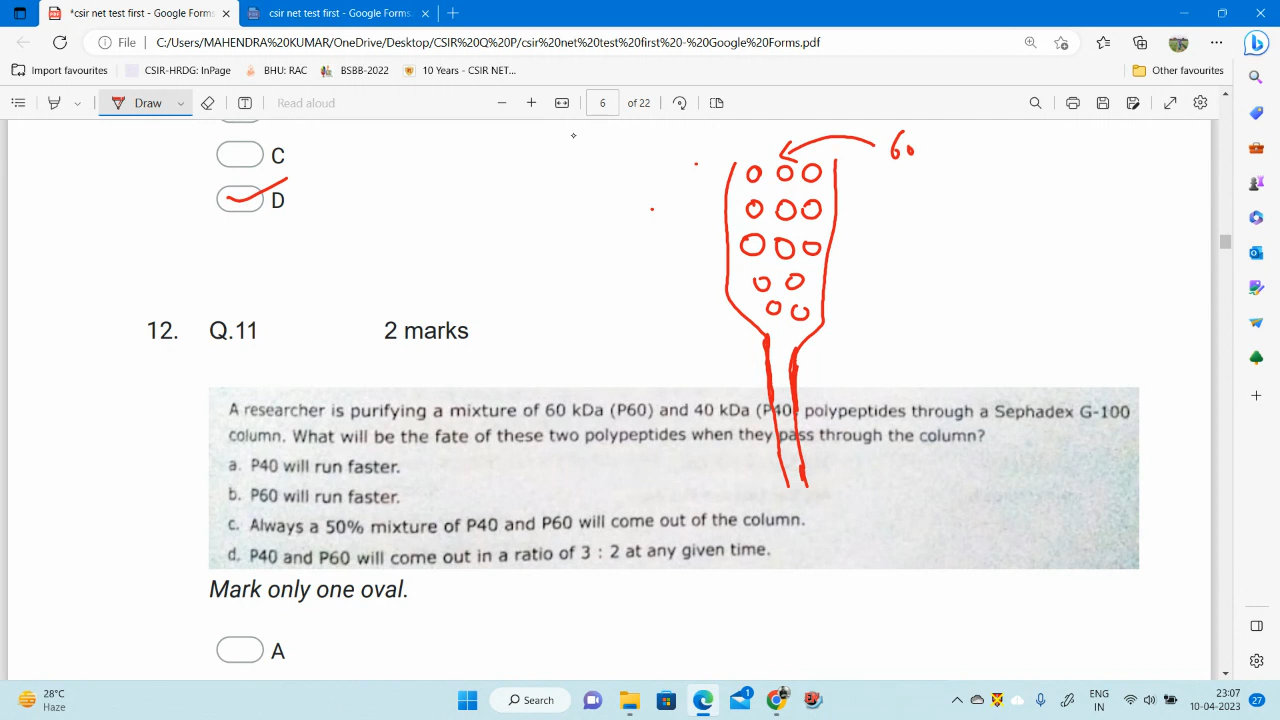 *csir net test first - Google Forms
csir net test first - Google Forms
File
C:/Users/MAHENDRA%20KUMAR/OneDrive/Desktop/CSIR%20Q%20P/csir%20net%20test%20first%20-%20Google%20Forms.pdf
Import favourites
CSIR-HRDG: InPage
BHU: RAC
BSBB-2022
10 Years - CSIR NET...
Other favourites
Draw
Read aloud
6
of 22
C
D
60
12. Q.11 2 marks
A researcher is purifying a mixture of 60 kDa (P60) and 40 kDa (P40) polypeptides through a Sephadex G-100
column. What will be the fate of these two polypeptides when they pass through the column?
a. P40 will run faster.
b. P60 will run faster.
c. Always a 50% mixture of P40 and P60 will come out of the column.
d. P40 and P60 will come out in a ratio of 3 : 2 at any given time.
Mark only one oval.
A
28°C
Haze
Search
1
ENG
IN
23:07
10-04-2023
27